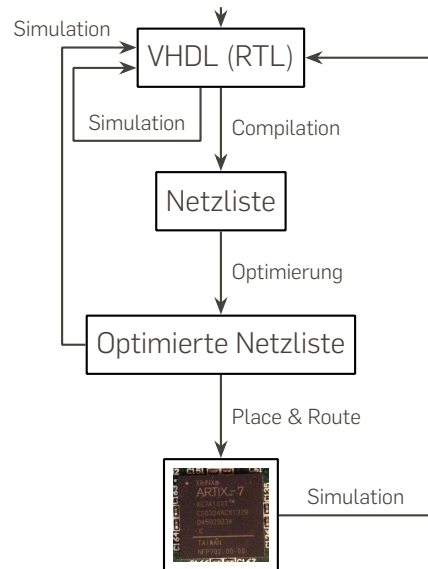 Simulation
VHDL (RTL)
Simulation
Compilation
Netzliste
Optimierung
Optimierte Netzliste
Place & Route
XILINX
ARTIX-7
TAIWAN
Simulation